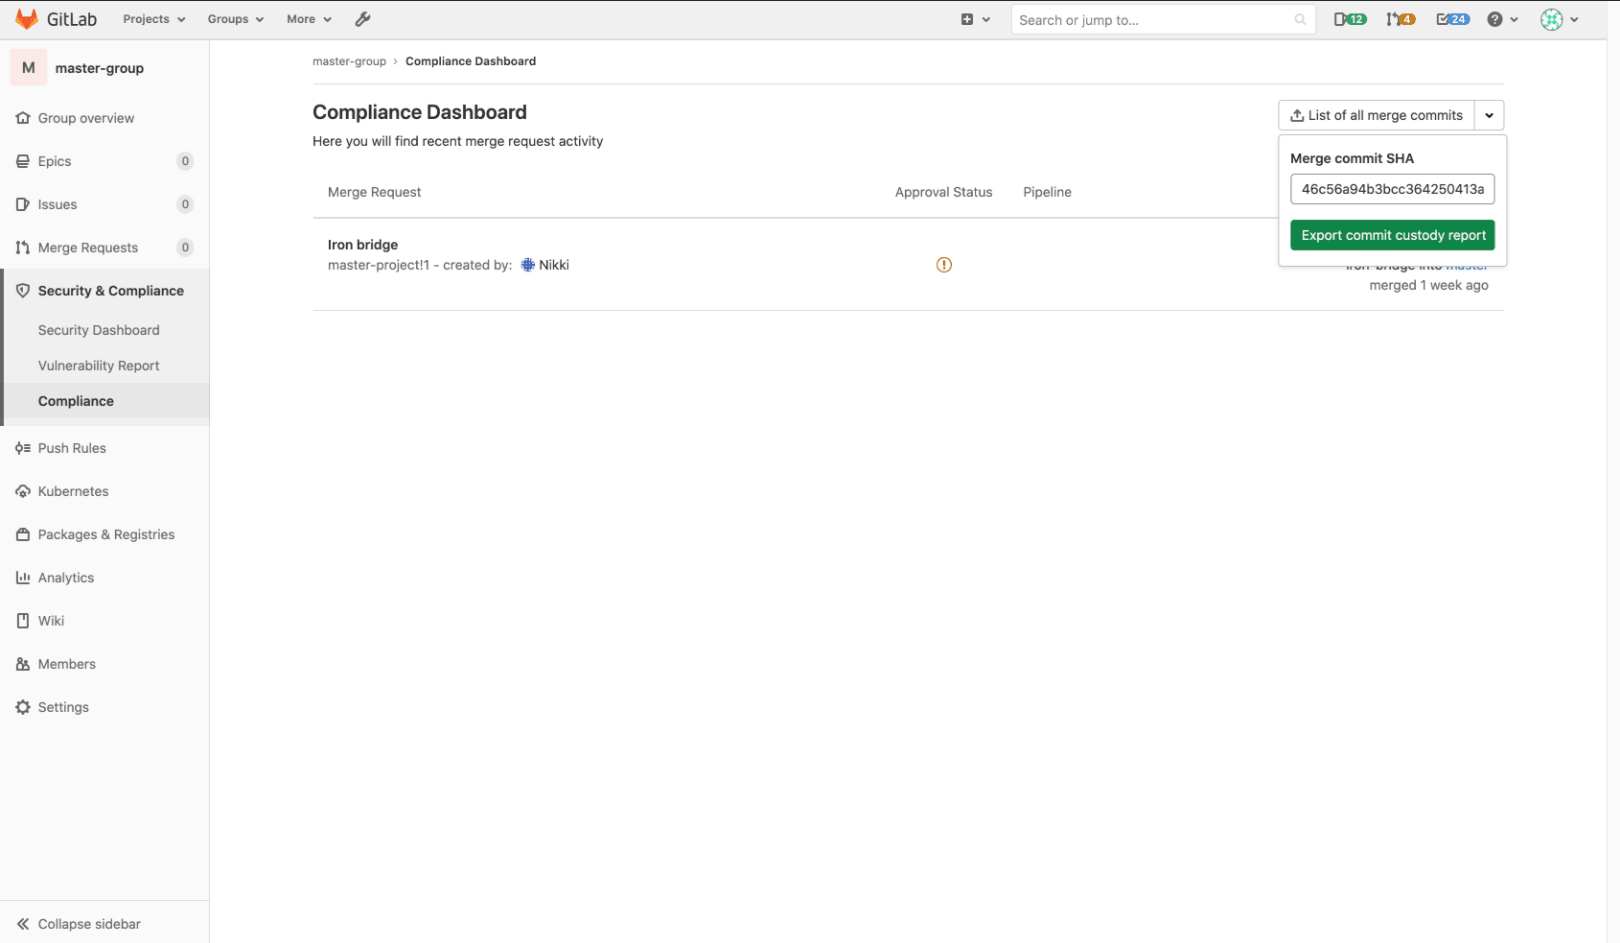 GitLab Projects Groups More Search or jump to... 12 4 24
M master-group
Group overview
Epics 0
Issues 0
Merge Requests 0
Security & Compliance
Security Dashboard
Vulnerability Report
Compliance
Push Rules
Kubernetes
Packages & Registries
Analytics
Wiki
Members
Settings
Collapse sidebar
master-group › Compliance Dashboard
Compliance Dashboard
Here you will find recent merge request activity
List of all merge commits
Merge commit SHA
46c56a94b3bcc364250413a
Export commit custody report
Merge Request Approval Status Pipeline
Iron bridge
master-project!1 - created by: Nikki
iron-bridge into master
merged 1 week ago